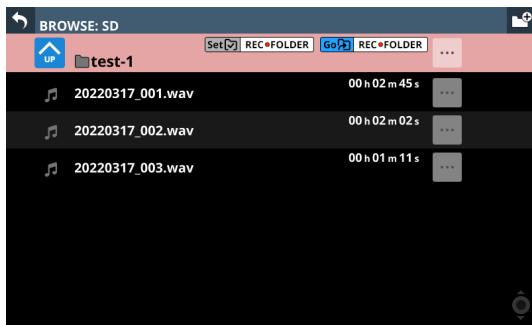 BROWSE: SD
Set REC●FOLDER Go REC●FOLDER ...
UP test-1
20220317_001.wav 00 h 02 m 45 s ...
20220317_002.wav 00 h 02 m 02 s ...
20220317_003.wav 00 h 01 m 11 s ...